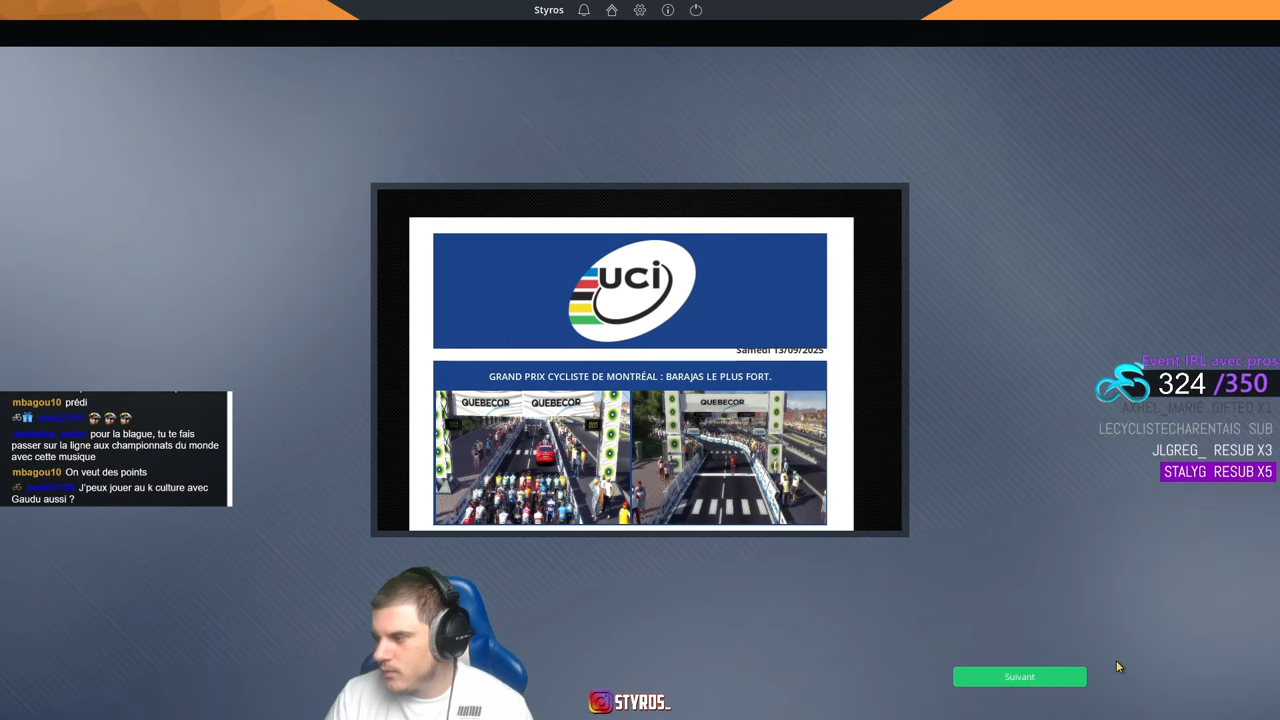 Styros
uci
Samedi 13/09/2025
GRAND PRIX CYCLISTE DE MONTRÉAL : BARAJAS LE PLUS FORT.
QUEBECOR QUEBECOR
QUEBECOR
mbagou10 prédi
pour la blague, tu te fais
passer sur la ligne aux championnats du monde
avec cette musique
mbagou10 On veut des points
J'peux jouer au k culture avec
Gaudu aussi ?
Event IRL avec pros
324 /350
AXHEL_MARIE GIFTED X1
LECYCLISTECHARENTAIS SUB
JLGREG_ RESUB X3
STALYG RESUB X5
Suivant
STYROS_